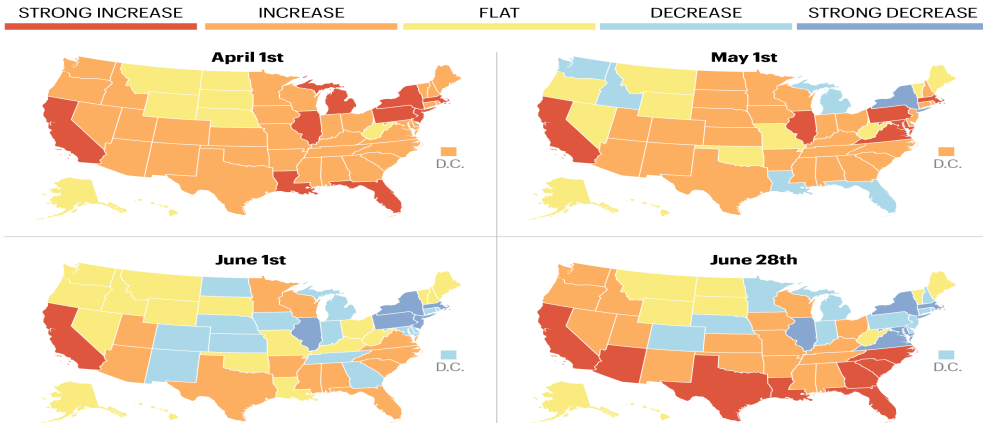 STRONG INCREASE INCREASE FLAT DECREASE STRONG DECREASE
April 1st
May 1st
D.C.
D.C.
June 1st
June 28th
D.C.
D.C.